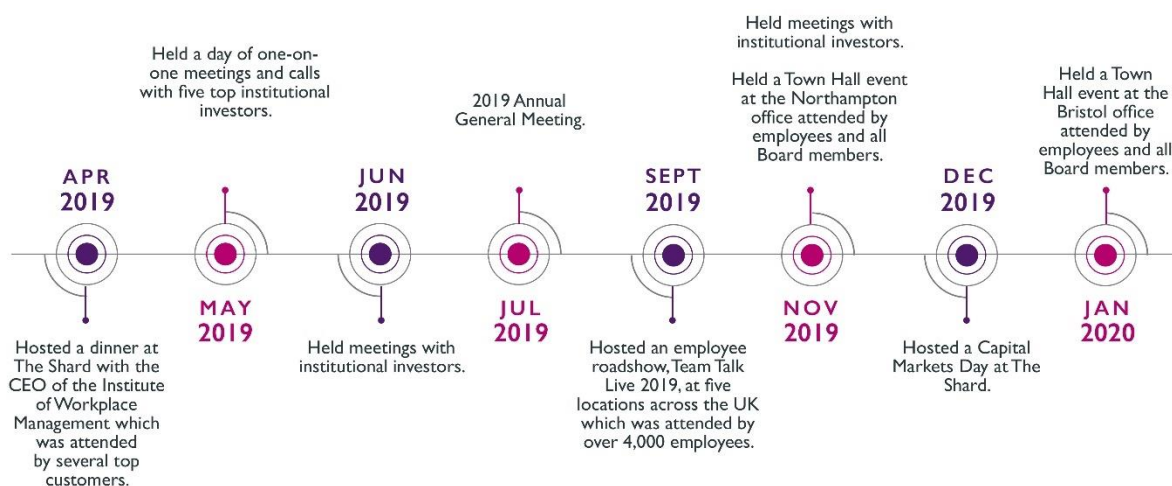 APR
2019
Hosted a dinner at
The Shard with the
CEO of the Institute
of Workplace
Management which
was attended
by several top
customers.
Held a day of one-on-
one meetings and calls
with five top institutional
investors.
MAY
2019
JUN
2019
Held meetings with
institutional investors.
2019 Annual
General Meeting.
JUL
2019
SEPT
2019
Hosted an employee
roadshow, Team Talk
Live 2019, at five
locations across the UK
which was attended by
over 4,000 employees.
Held meetings with
institutional investors.
Held a Town Hall event
at the Northampton
office attended by
employees and all
Board members.
NOV
2019
DEC
2019
Hosted a Capital
Markets Day at The
Shard.
Held a Town
Hall event at the
Bristol office
attended by
employees and all
Board members.
JAN
2020